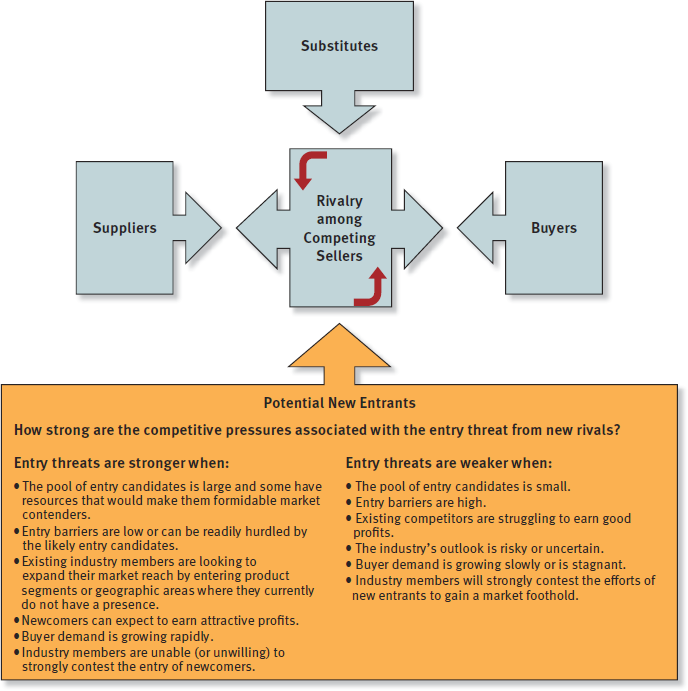 Substitutes
Suppliers
Rivalry
among
Competing
Sellers
Buyers
Potential New Entrants
How strong are the competitive pressures associated with the entry threat from new rivals?
Entry threats are stronger when:
• The pool of entry candidates is large and some have
resources that would make them formidable market
contenders.
• Entry barriers are low or can be readily hurdled by
the likely entry candidates.
• Existing industry members are looking to
expand their market reach by entering product
segments or geographic areas where they currently
do not have a presence.
• Newcomers can expect to earn attractive profits.
• Buyer demand is growing rapidly.
• Industry members are unable (or unwilling) to
strongly contest the entry of newcomers.
Entry threats are weaker when:
• The pool of entry candidates is small.
• Entry barriers are high.
• Existing competitors are struggling to earn good
profits.
• The industry’s outlook is risky or uncertain.
• Buyer demand is growing slowly or is stagnant.
• Industry members will strongly contest the efforts of
new entrants to gain a market foothold.